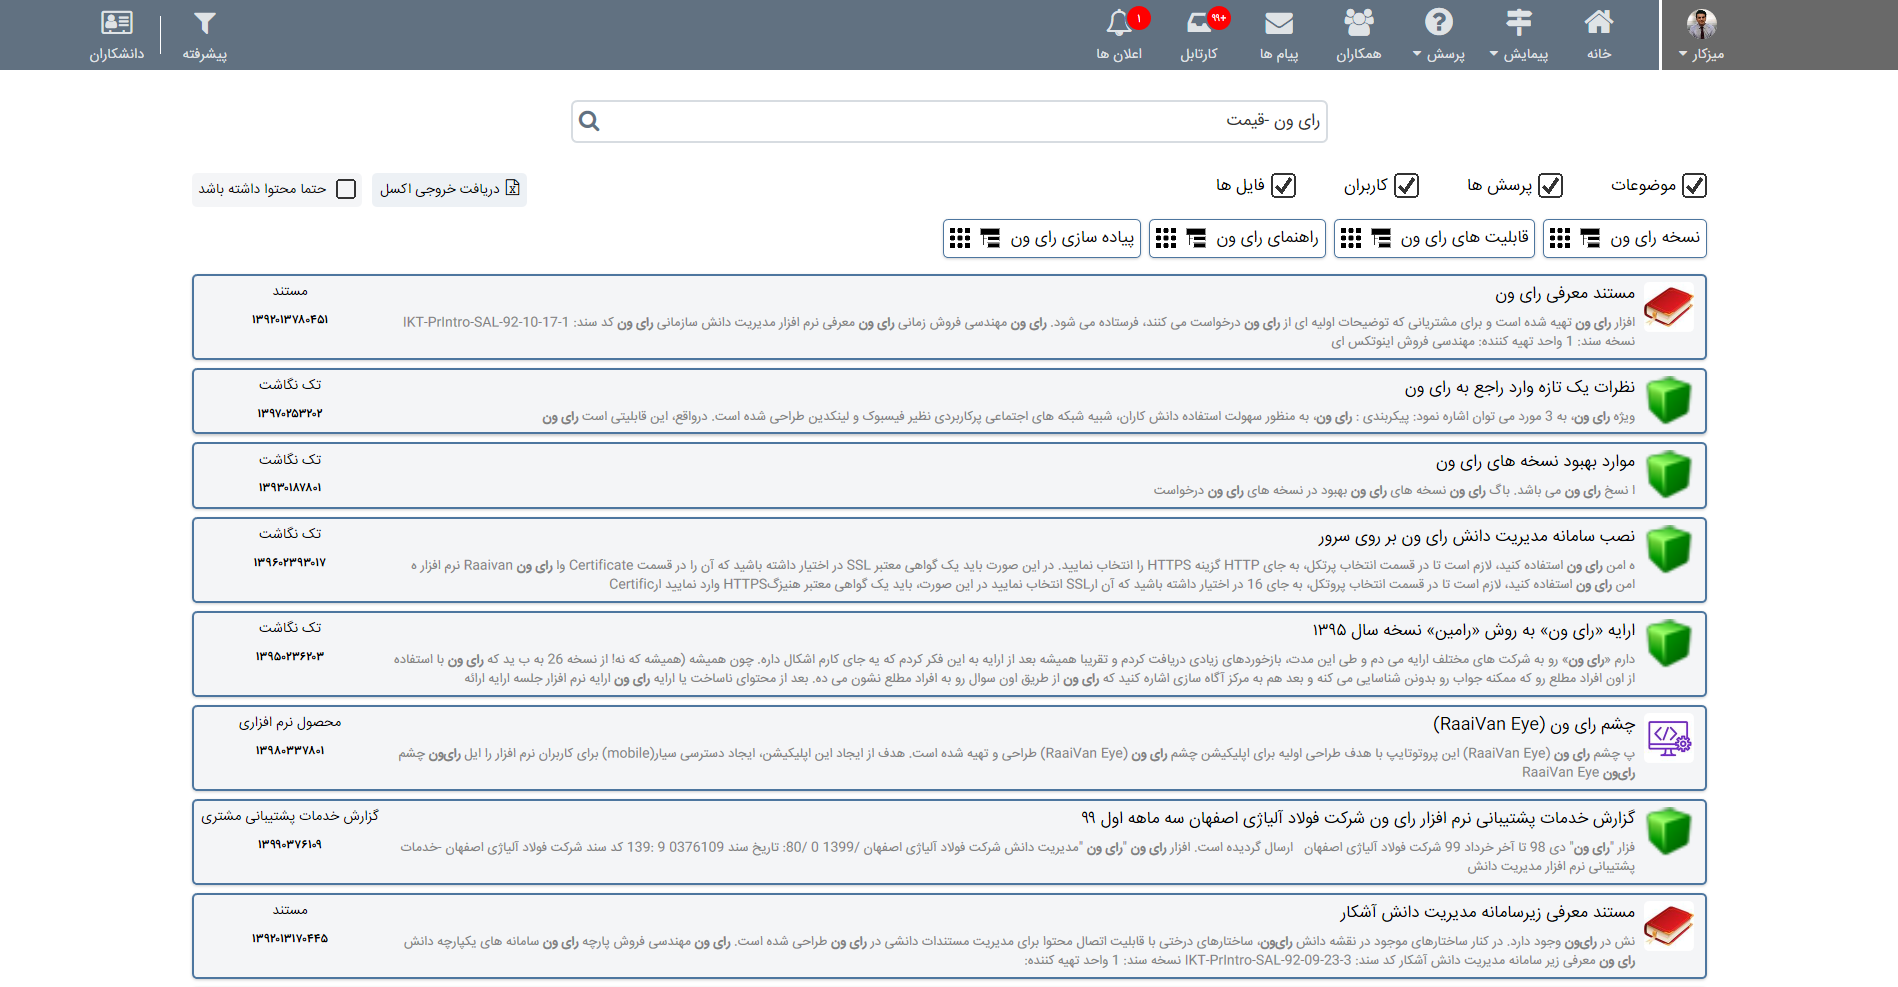 میزکار
خانه
پیمایش
پرسش
همکاران
پیام ها
+۹۹
کارتابل
۱
اعلان ها
پیشرفته
دانشکاران
رای ون -قیمت
موضوعات
پرسش ها
کاربران
فایل ها
دریافت خروجی اکسل
حتما محتوا داشته باشد
نسخه رای ون
قابلیت های رای ون
راهنمای رای ون
پیاده سازی رای ون
مستند معرفی رای ون
مستند
۱۳۹۲۰۱۳۷۸۰۴۵۱
افزار رای ون تهیه شده است و برای مشتریانی که توضیحات اولیه ای از رای ون درخواست می کنند، فرستاده می شود. رای ون مهندسی فروش زمانی رای ون معرفی نرم افزار مدیریت دانش سازمانی رای ون کد سند: IKT-PrIntro-SAL-92-10-17-1
نسخه سند: 1 واحد تهیه کننده: مهندسی فروش اینوتکس ای
نظرات یک تازه وارد راجع به رای ون
تک نگاشت
۱۳۹۷۰۲۵۳۲۰۲
ویژه رای ون، به 3 مورد می توان اشاره نمود: پیکربندی : رای ون، به منظور سهولت استفاده دانش کاران، شبیه شبکه های اجتماعی پرکاربردی نظیر فیسبوک و لینکدین طراحی شده است. درواقع، این قابلیتی است رای ون
موارد بهبود نسخه های رای ون
تک نگاشت
۱۳۹۳۰۱۸۷۸۰۱
ا نسخ رای ون می باشد. باگ رای ون نسخه های رای ون بهبود در نسخه های رای ون درخواست
نصب سامانه مدیریت دانش رای ون بر روی سرور
تک نگاشت
۱۳۹۶۰۲۳۹۳۰۱۷
ه امن رای ون استفاده کنید، لازم است تا در قسمت انتخاب پرتکل، به جای HTTP گزینه HTTPS را انتخاب نمایید. در این صورت باید یک گواهی معتبر SSL در اختیار داشته باشید که آن را در قسمت Certificate وا رای ون Raaivan نرم افزار ه
امن رای ون استفاده کنید، لازم است تا در قسمت انتخاب پروتکل، به جای 16 در اختیار داشته باشید که آن ارSSL انتخاب نمایید در این صورت، باید یک گواهی معتبر هنیزگHTTPS وارد نمایید ارCertific
ارایه «رای ون» به روش «رامین» نسخه سال ۱۳۹۵
تک نگاشت
۱۳۹۵۰۲۳۶۲۰۳
دارم «رای ون» رو به شرکت های مختلف ارایه می دم و طی این مدت، بازخوردهای زیادی دریافت کردم و تقریبا همیشه بعد از ارایه به این فکر کردم که یه جای کارم اشکال داره. چون همیشه (همیشه که نه! از نسخه 26 به ب ید که رای ون با استفاده
از اون افراد مطلع رو که ممکنه جواب رو بدونن شناسایی می کنه و بعد هم به مرکز آگاه سازی اشاره کنید که رای ون از طریق اون سوال رو به افراد مطلع نشون می ده. بعد از محتوای ناساخت یا ارایه رای ون ارایه نرم افزار جلسه ارایه ارائه
چشم رای ون (RaaiVan Eye)
محصول نرم افزاری
۱۳۹۸۰۳۳۷۸۰۱
پ چشم رای ون (RaaiVan Eye) این پروتوتایپ با هدف طراحی اولیه برای اپلیکیشن چشم رای ون (RaaiVan Eye) طراحی و تهیه شده است. هدف از ایجاد این اپلیکیشن، ایجاد دسترسی سیار(mobile) برای کاربران نرم افزار را ایل رای‌ون چشم
رای‌ون RaaiVan Eye
گزارش خدمات پشتیبانی نرم افزار رای ون شرکت فولاد آلیاژی اصفهان سه ماهه اول ۹۹
گزارش خدمات پشتیبانی مشتری
۱۳۹۹۰۳۷۶۱۰۹
فزار "رای ون" دی 98 تا آخر خرداد 99 شرکت فولاد آلیاژی اصفهان ارسال گردیده است. افزار رای ون "رای ون "مدیریت دانش شرکت فولاد آلیاژی اصفهان /1399 0 /80: تاریخ سند 0376109 9 :139 کد سند شرکت فولاد آلیاژی اصفهان -خدمات
پشتیبانی نرم افزار مدیریت دانش
مستند معرفی زیرسامانه مدیریت دانش آشکار
مستند
۱۳۹۲۰۱۳۱۷۰۴۴۵
نش در رای‌ون وجود دارد. در کنار ساختارهای موجود در نقشه دانش رای‌ون، ساختارهای درختی با قابلیت اتصال محتوا برای مدیریت مستندات دانشی در رای ون طراحی شده است. رای ون مهندسی فروش پارچه رای ون سامانه های یکپارچه دانش
رای ون معرفی زیر سامانه مدیریت دانش آشکار کد سند: IKT-PrIntro-SAL-92-09-23-3 نسخه سند: 1 واحد تهیه کننده: